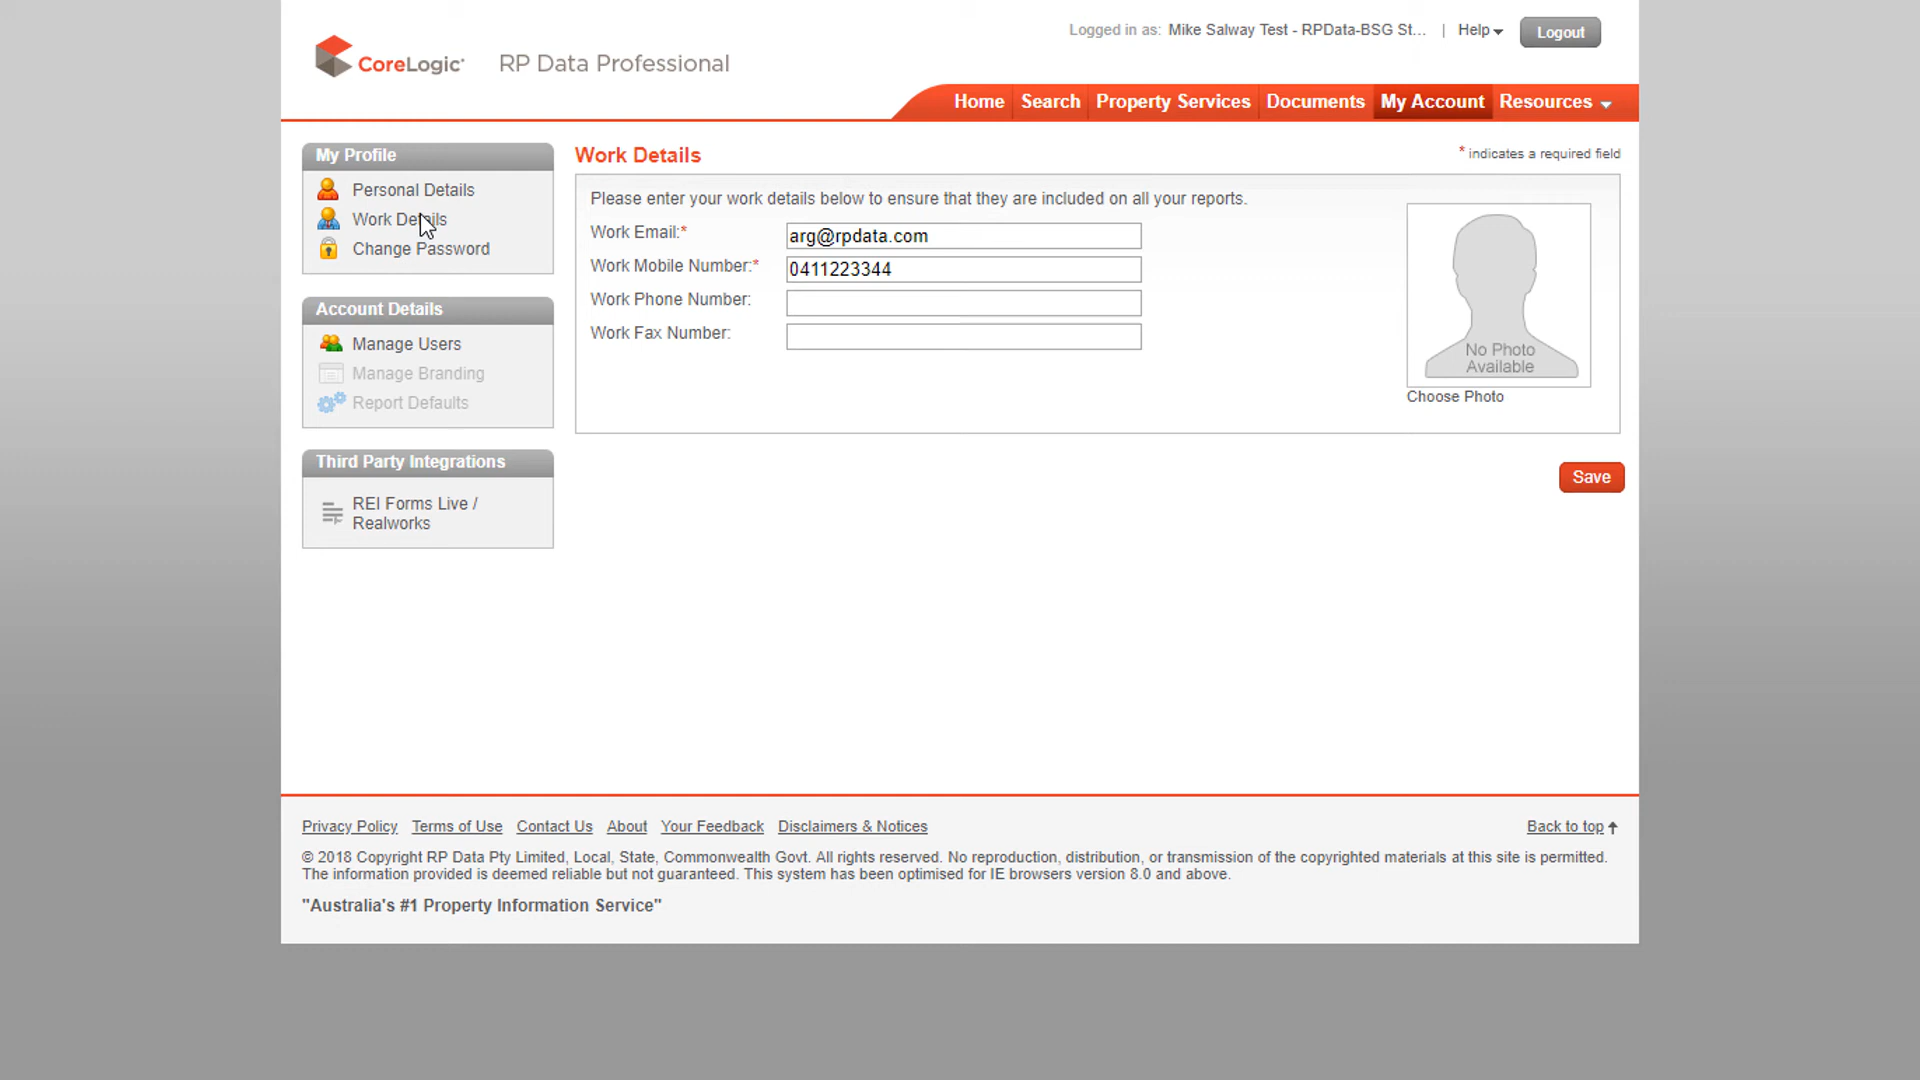 Logged in as: Mike Salway Test - RPData-BSG St... | Help Logout
CoreLogic RP Data Professional
Home Search Property Services Documents My Account Resources
My Profile
Personal Details
Work Details
Change Password
Account Details
Manage Users
Manage Branding
Report Defaults
Third Party Integrations
REI Forms Live /
Realworks
Work Details
* indicates a required field
Please enter your work details below to ensure that they are included on all your reports.
Work Email:* arg@rpdata.com
Work Mobile Number:* 0411223344
Work Phone Number:
Work Fax Number:
No Photo
Available
Choose Photo
Save
Privacy Policy Terms of Use Contact Us About Your Feedback Disclaimers & Notices Back to top
© 2018 Copyright RP Data Pty Limited, Local, State, Commonwealth Govt. All rights reserved. No reproduction, distribution, or transmission of the copyrighted materials at this site is permitted.
The information provided is deemed reliable but not guaranteed. This system has been optimised for IE browsers version 8.0 and above.
"Australia's #1 Property Information Service"